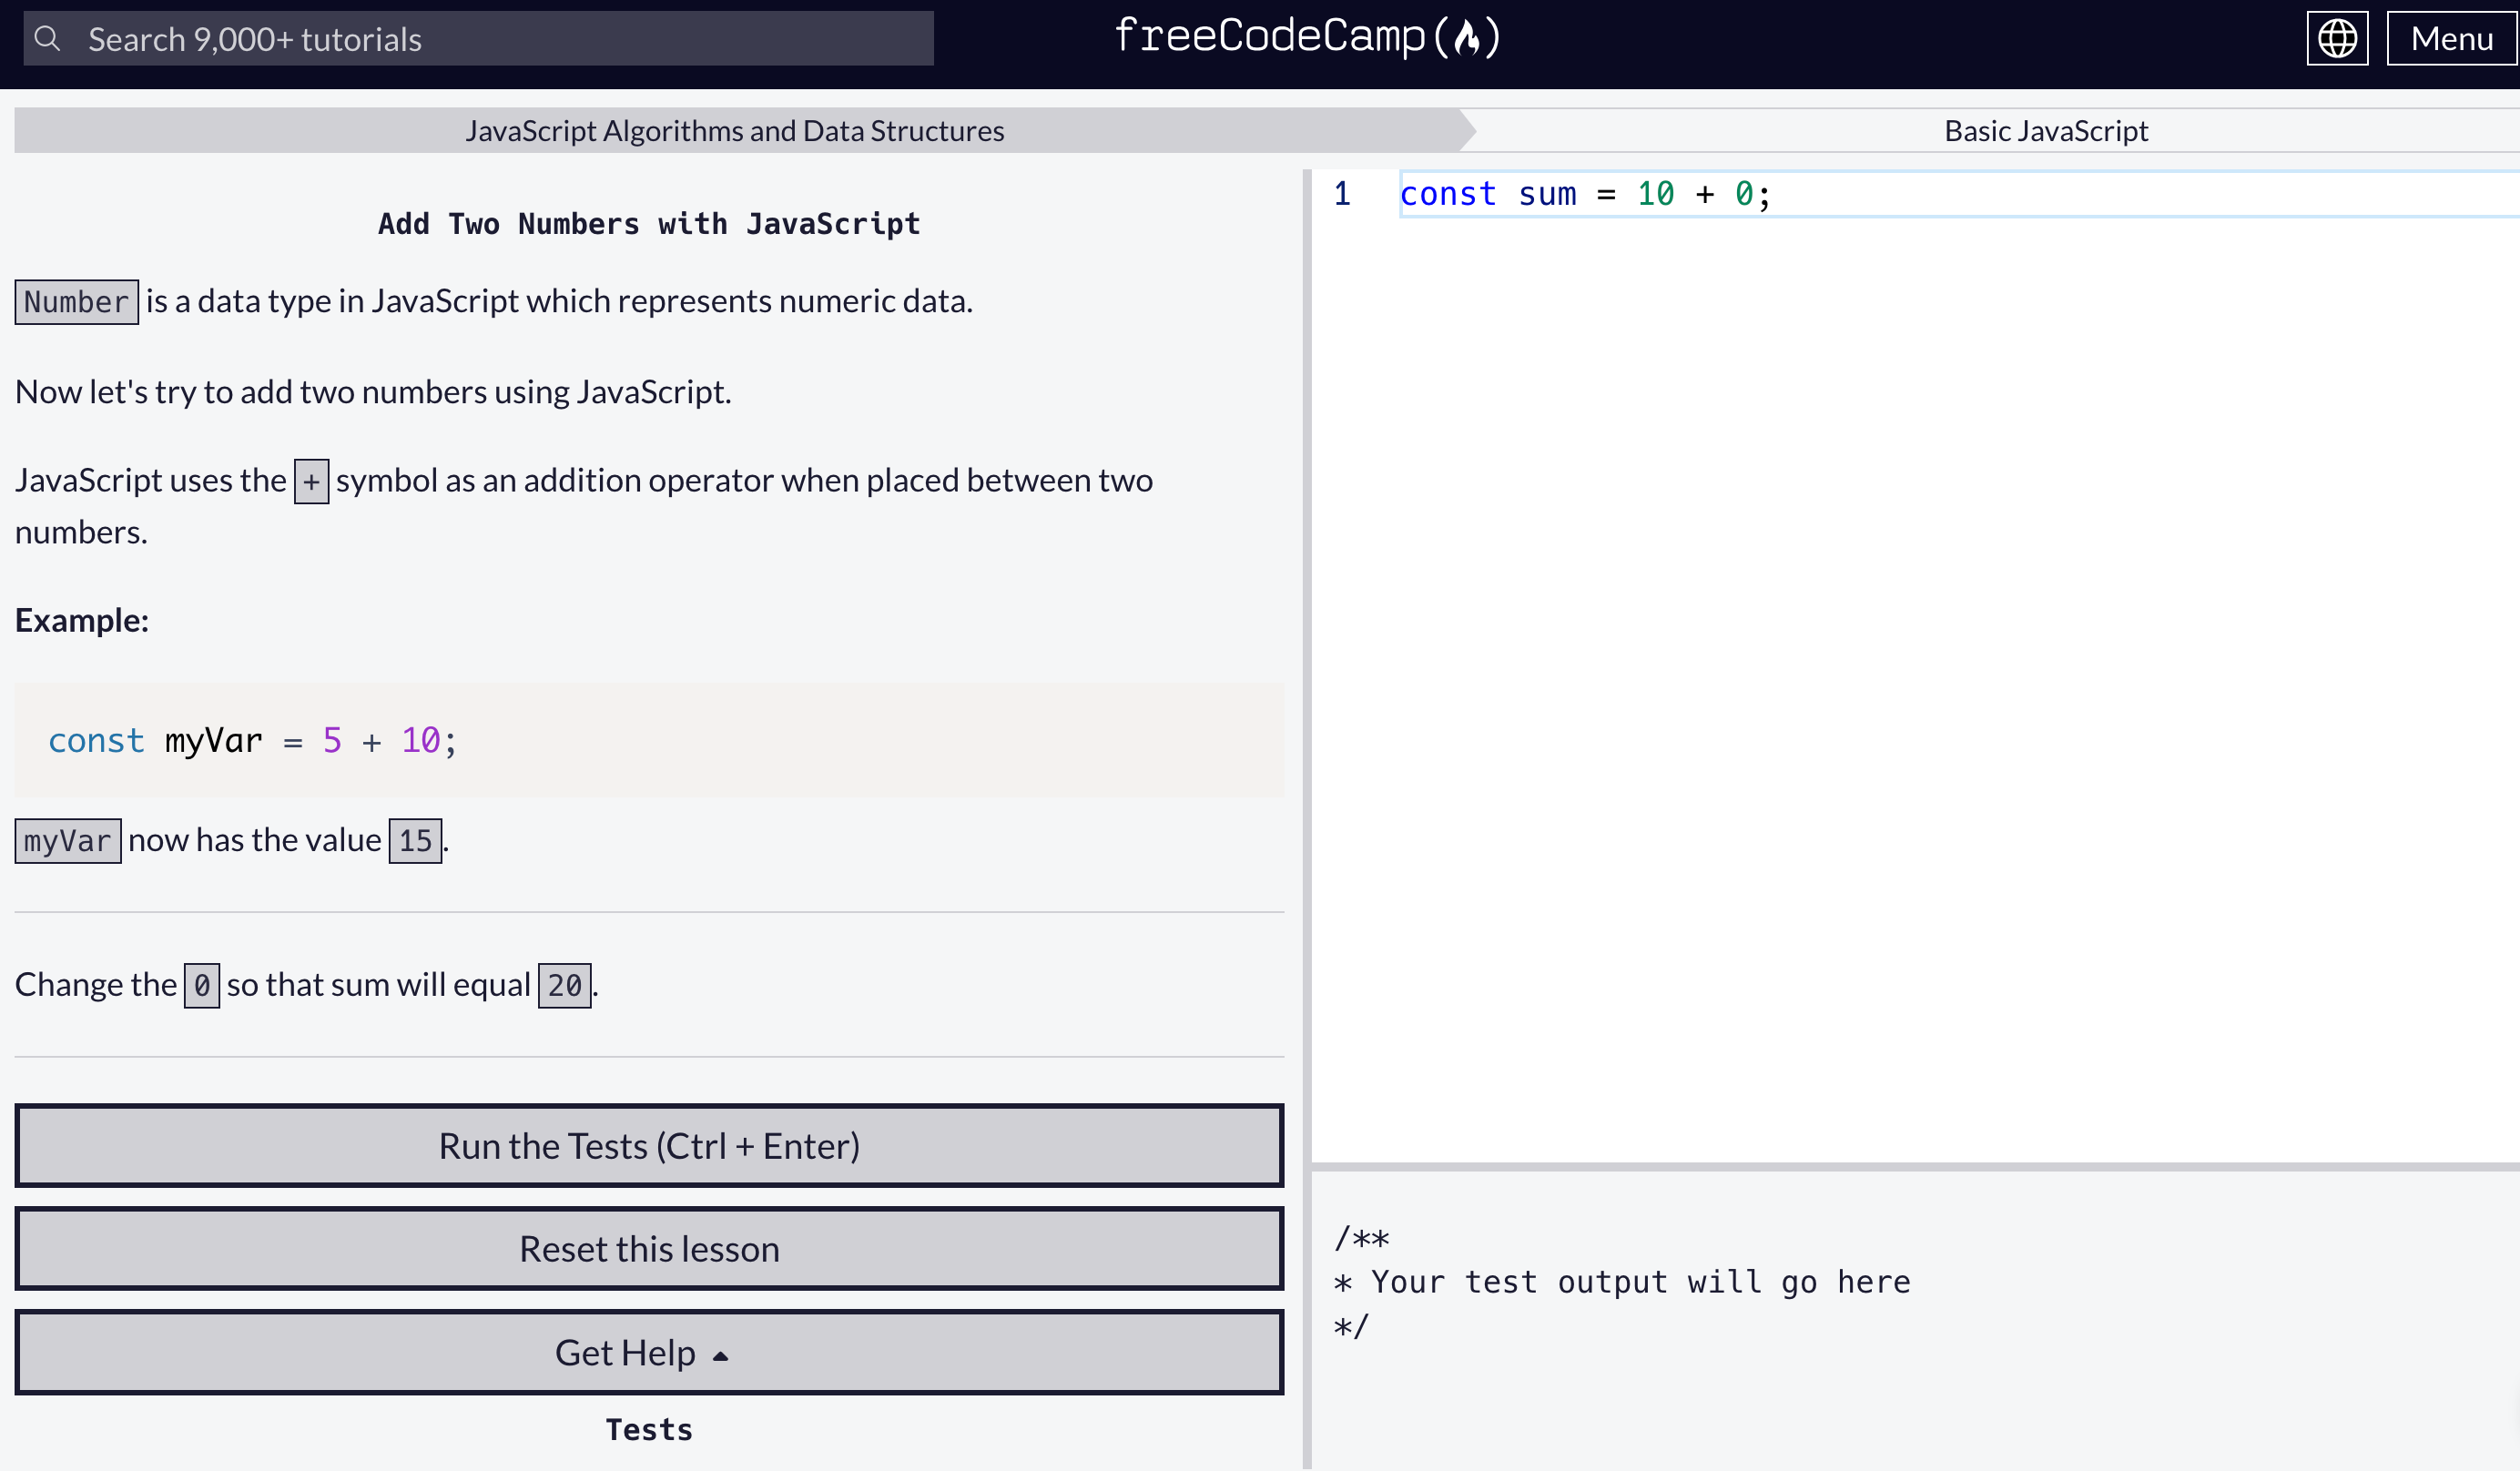 Search 9,000+ tutorials
freeCodeCamp(🔥)
Menu
JavaScript Algorithms and Data Structures
Basic JavaScript
Add Two Numbers with JavaScript
Number is a data type in JavaScript which represents numeric data.
Now let's try to add two numbers using JavaScript.
JavaScript uses the + symbol as an addition operator when placed between two
numbers.
Example:
const myVar = 5 + 10;
myVar now has the value 15.
Change the 0 so that sum will equal 20.
Run the Tests (Ctrl + Enter)
Reset this lesson
Get Help
Tests
1 const sum = 10 + 0;
/**
* Your test output will go here
*/